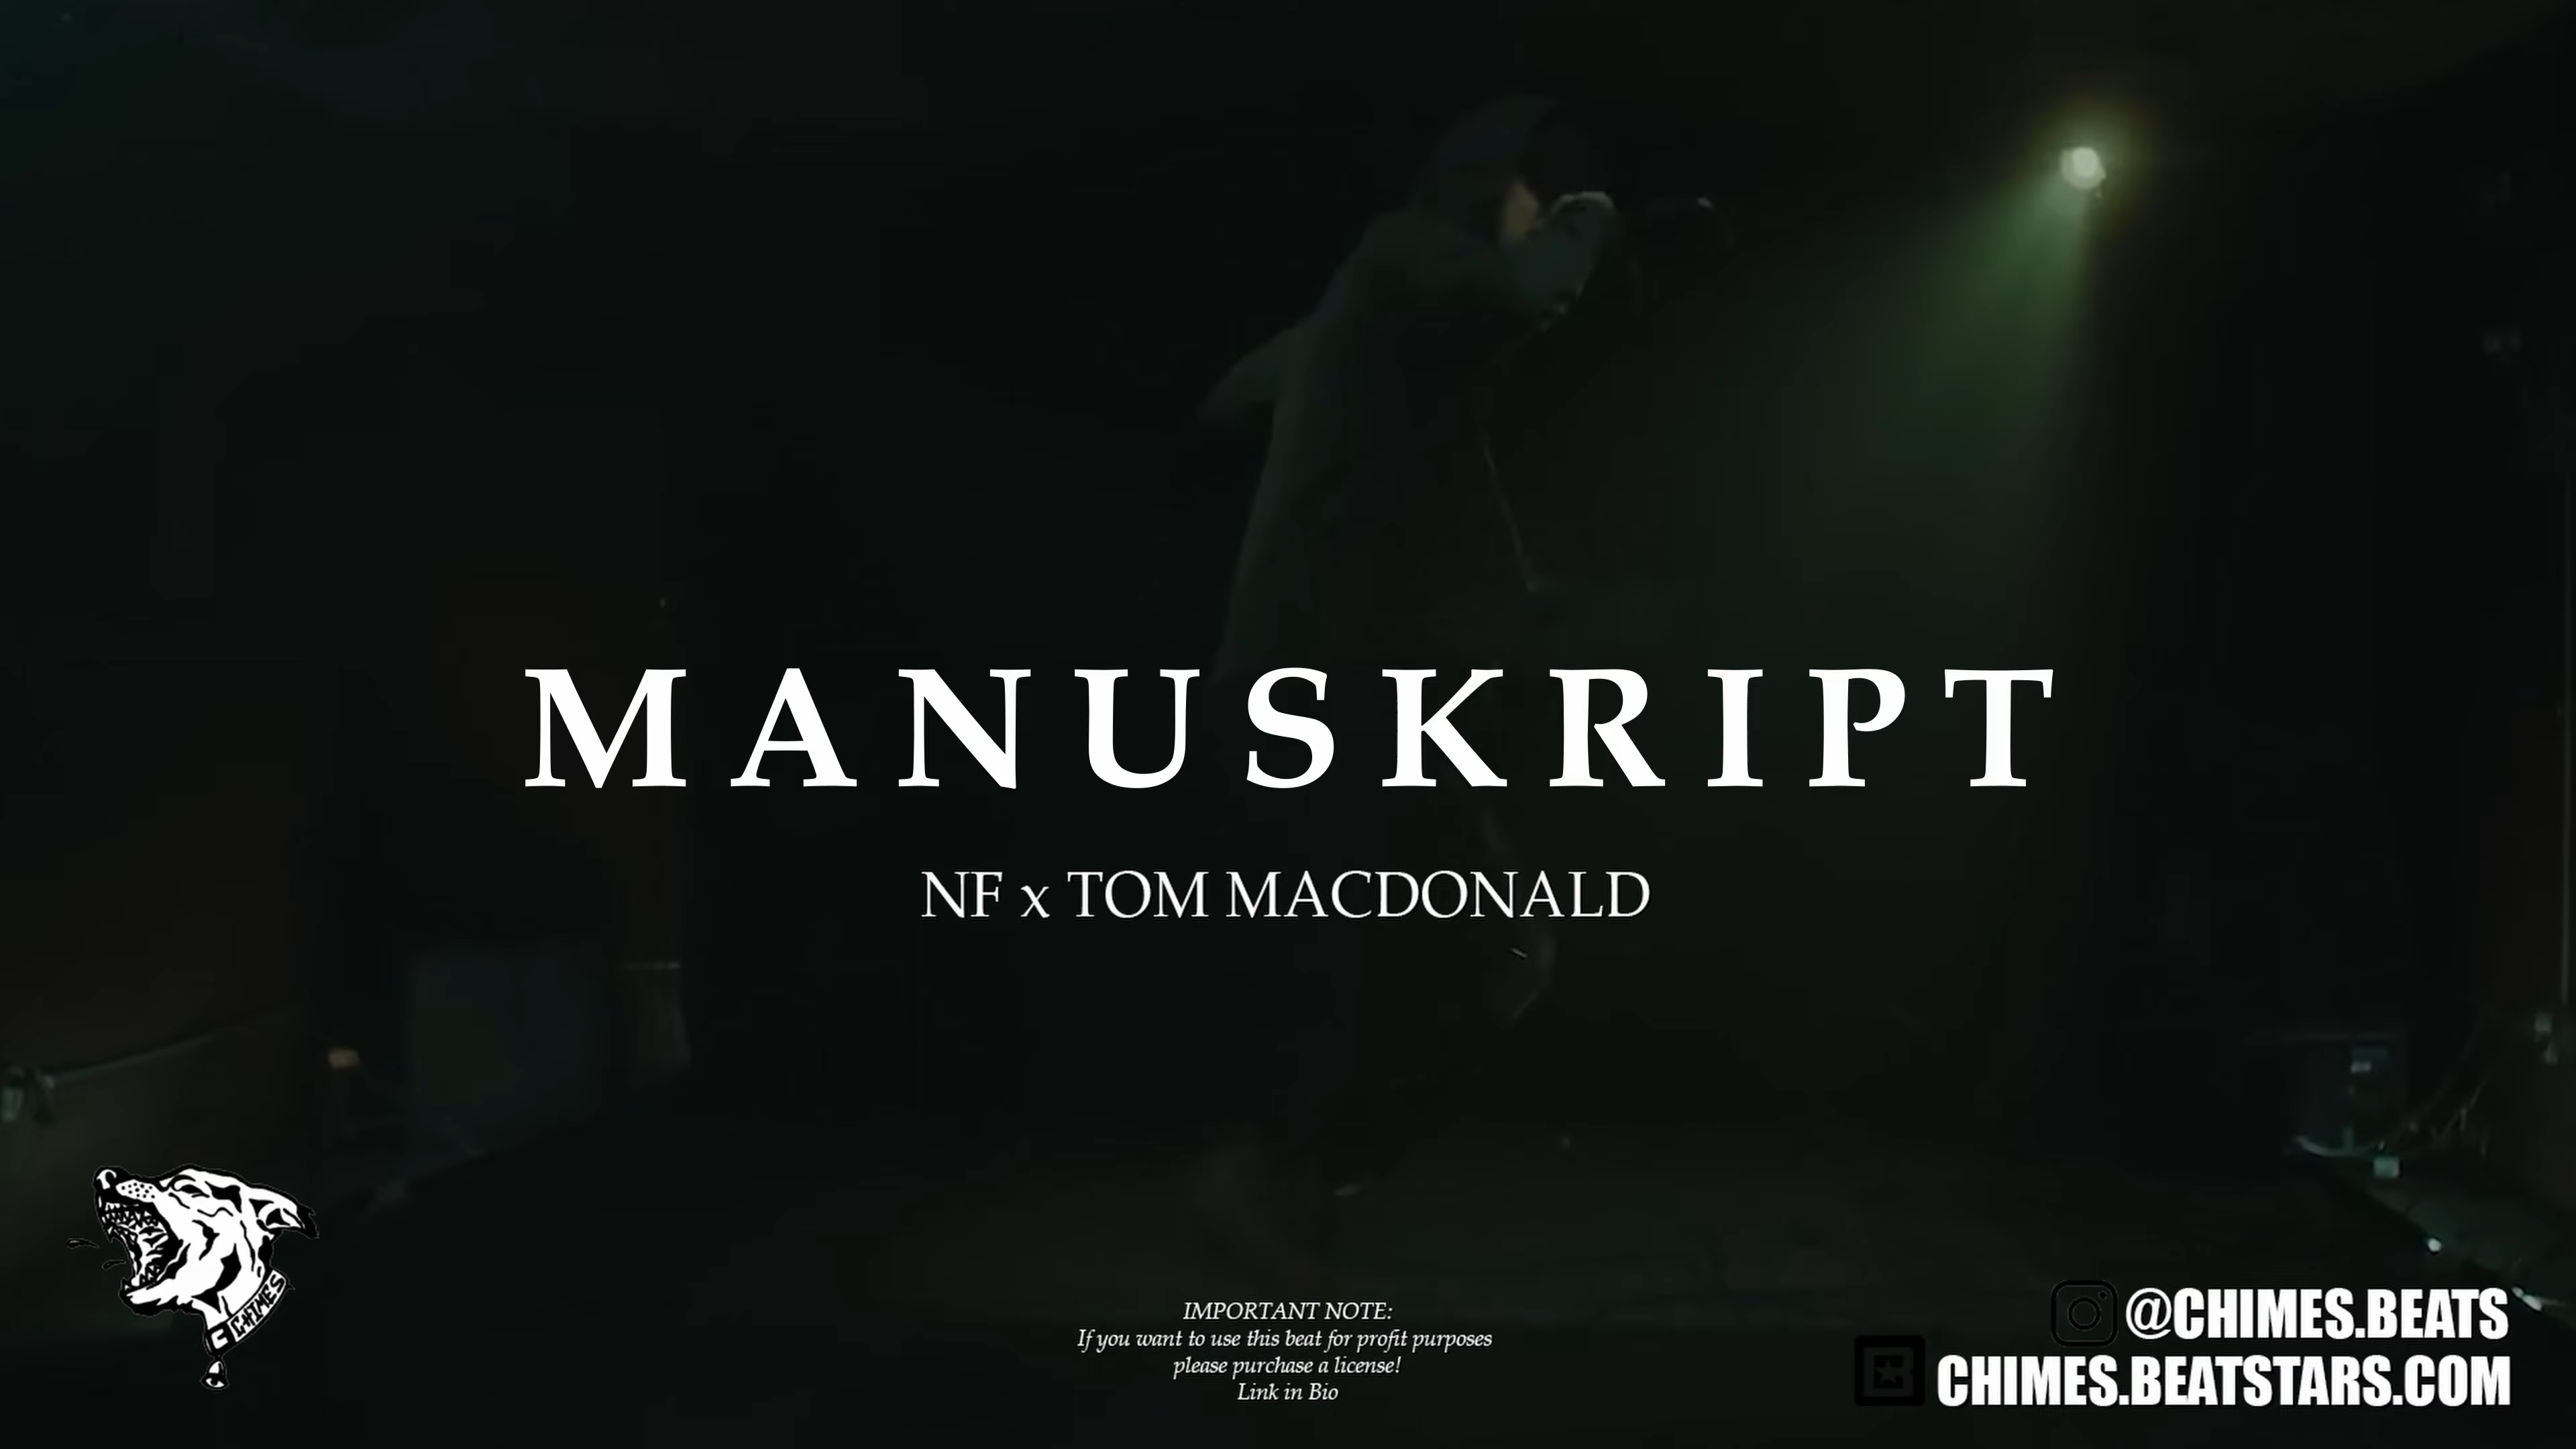 MANUSKRIPT
NF x TOM MACDONALD
CHIMES
C
IMPORTANT NOTE:
If you want to use this beat for profit purposes
please purchase a license!
Link in Bio
@CHIMES.BEATS
CHIMES.BEATSTARS.COM